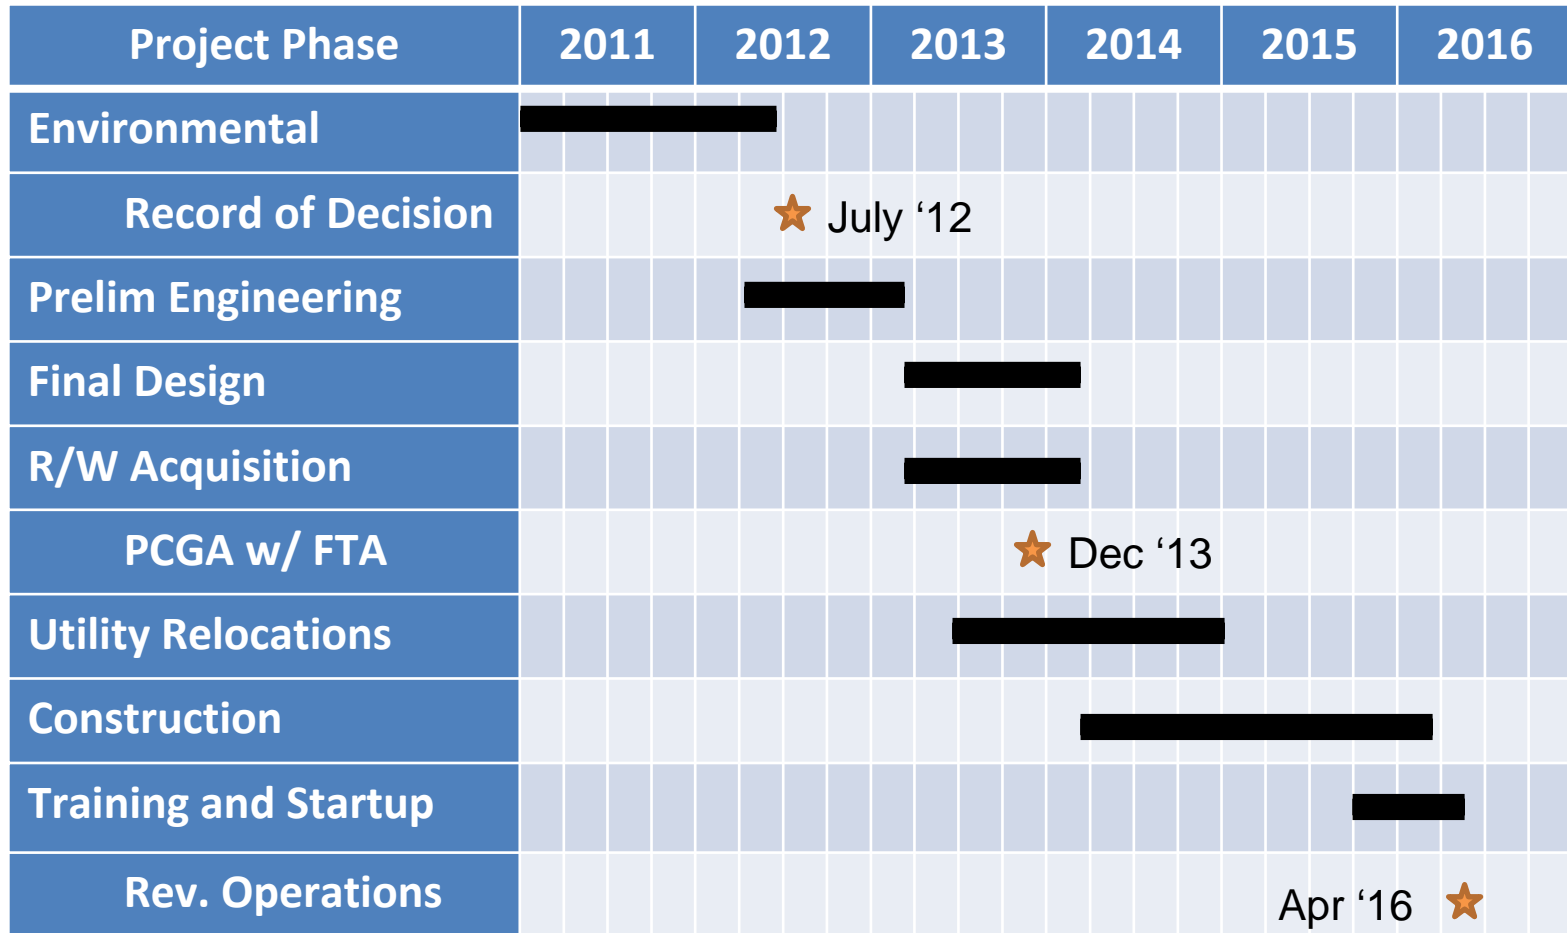 Project Phase 2011 2012 2013 2014 2015 2016
Environmental
Record of Decision July ‘12
Prelim Engineering
Final Design
R/W Acquisition
PCGA w/ FTA Dec ‘13
Utility Relocations
Construction
Training and Startup
Rev. Operations Apr ‘16